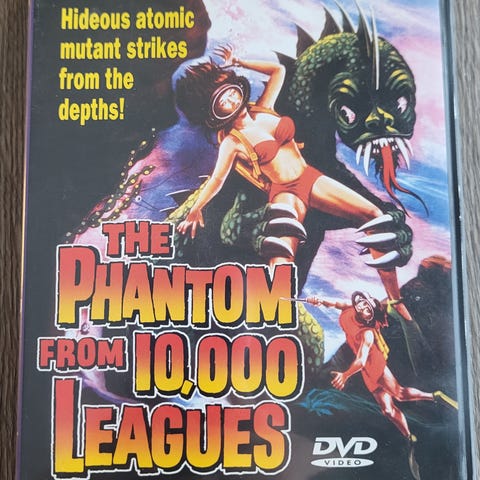 Hideous atomic
mutant strikes
from the
depths!
THE
PHANTOM
FROM 10,000
LEAGUES
DVD
VIDEO